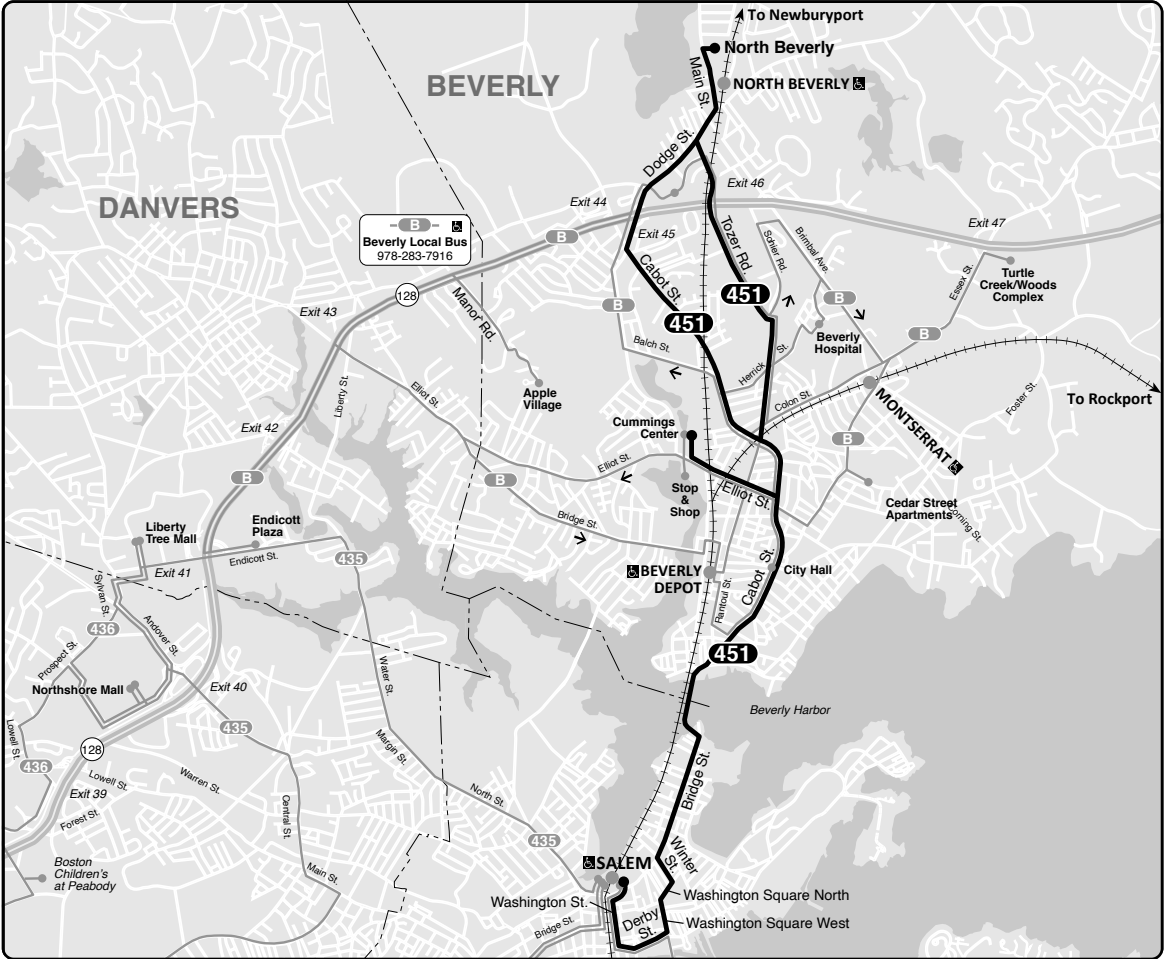 To Newburyport
North Beverly
BEVERLY
Main St.
NORTH BEVERLY
Dodge St.
Exit 46
DANVERS
Exit 44
Exit 47
B
Beverly Local Bus
978-283-7916
B
Exit 45
Tozer Rd.
Sohier Rd.
Brimbal Ave.
Essex St.
Turtle
Creek/Woods
Complex
Cabot St.
128
Manor Rd.
451
B
B
Exit 43
451
B
Beverly
Hospital
Balch St.
Herrick St.
To Rockport
Liberty St.
Elliot St.
Apple
Village
Colon St.
Foster St.
MONTSERRAT
Cummings
Center
Exit 42
B
Elliot St.
B
B
Elliot St.
Stop
&
Shop
Cedar Street
Apartments
Corning St.
Bridge St.
Liberty
Tree Mall
Endicott
Plaza
Endicott St.
435
Exit 41
BEVERLY
DEPOT
City Hall
Cabot St.
Rantoul St.
Sylvan St.
436
Andover St.
Prospect St.
451
Water St.
Northshore Mall
Exit 40
Beverly Harbor
Lowell St.
435
128
Margin St.
436
Bridge St.
Lowell St.
Warren St.
Exit 39
North St.
Forest St.
Central St.
435
Winter
St.
SALEM
Boston
Children's
at Peabody
Main St.
Washington Square North
Washington St.
Derby
St.
Washington Square West
Bridge St.